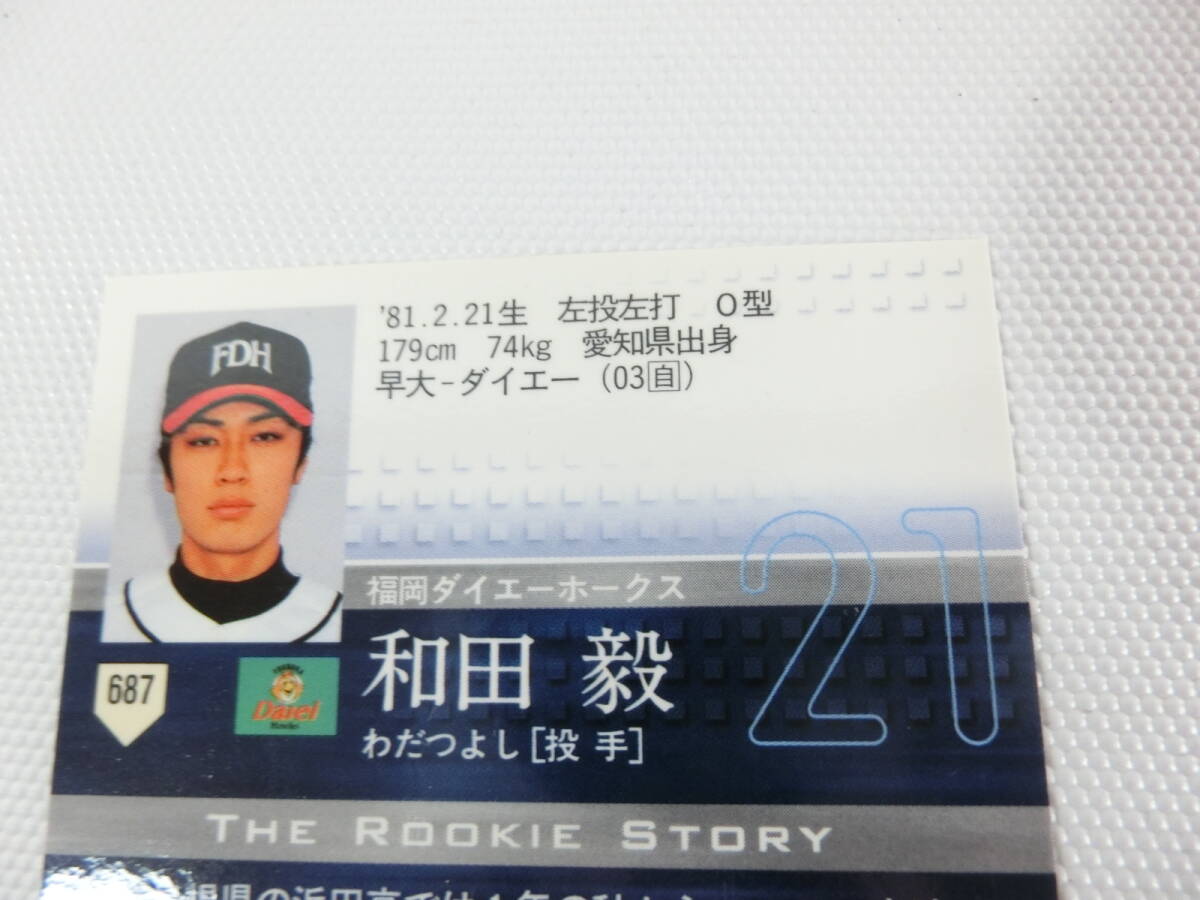 '81.2.21生 左投左打 O型
179cm 74kg 愛知県出身
早大-ダイエー(03自)
FDH
福岡ダイエーホークス
21
和田 毅
わだつよし[投 手]
687
Daiei
THE ROOKIE STORY